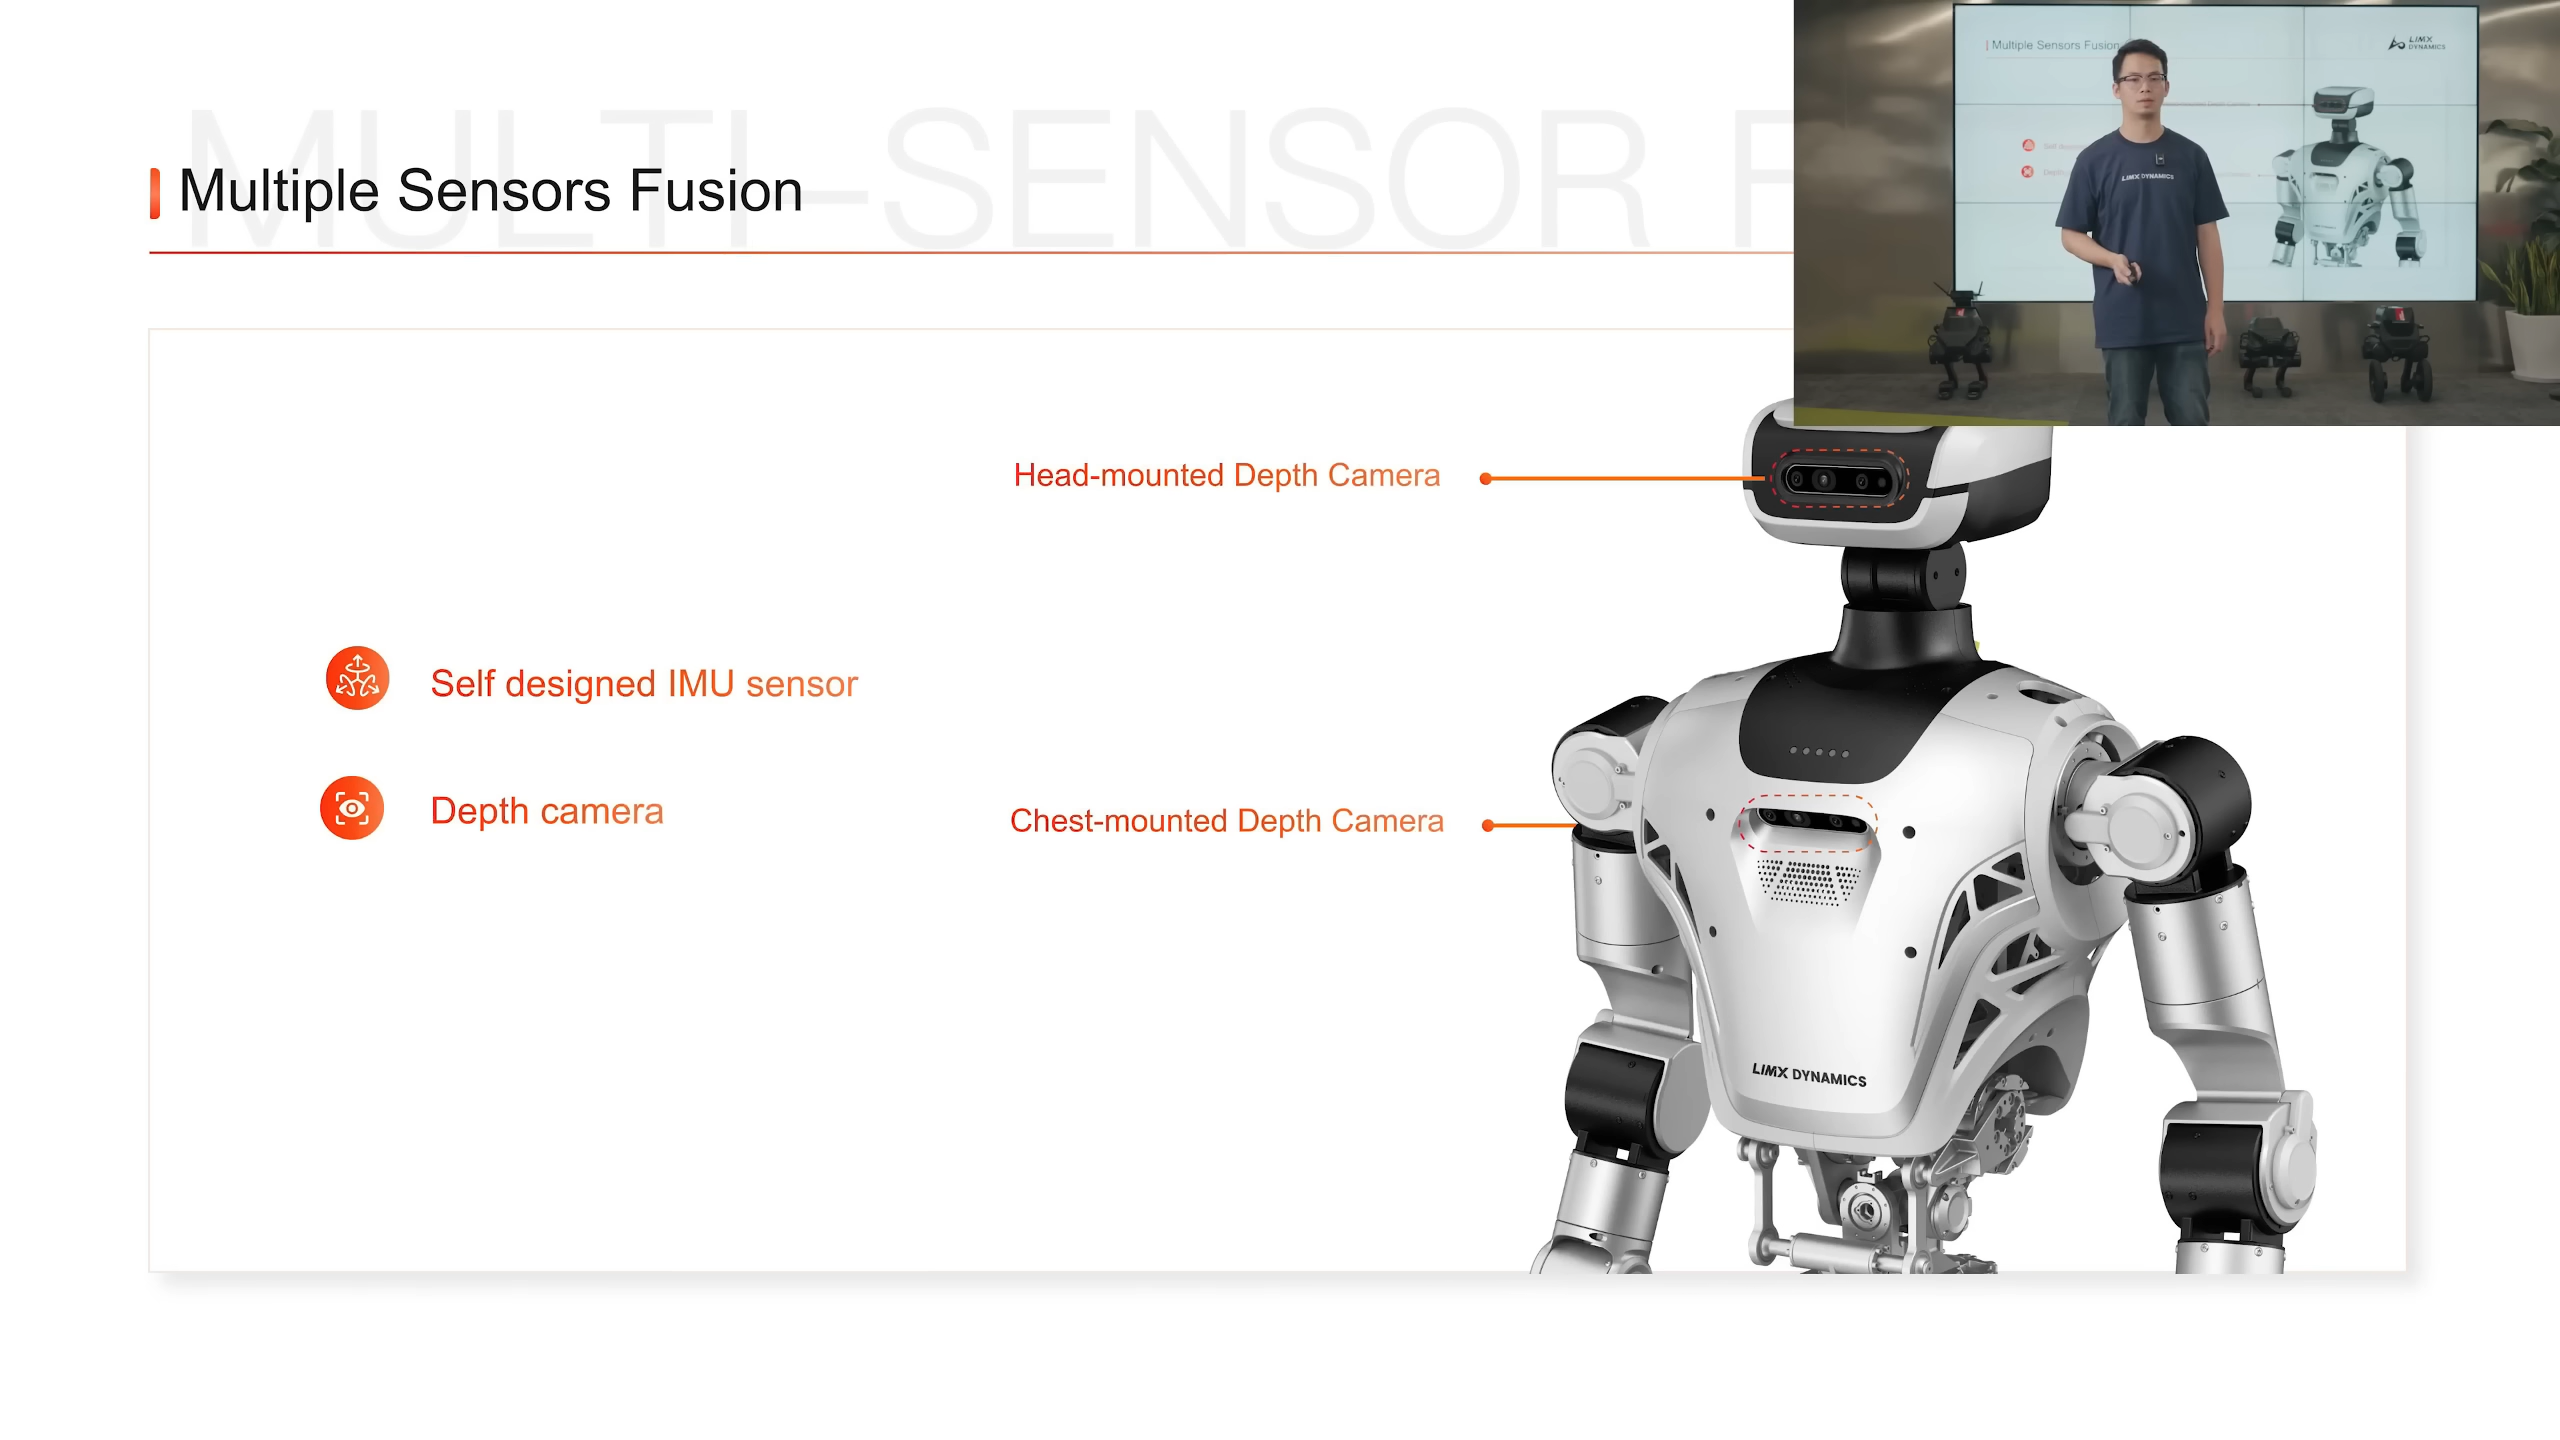 MULTI-SENSOR F
Multiple Sensors Fusion
Multiple Sensors Fusion
LIMX
DYNAMICS
LIMX DYNAMICS
Head-mounted Depth Camera
Self designed IMU sensor
Depth camera
Chest-mounted Depth Camera
LIMX DYNAMICS